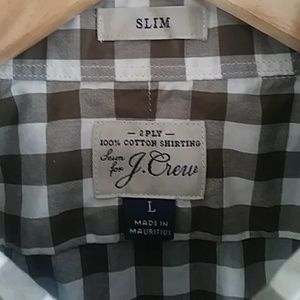 SLIM
2 PLY
100% COTTON SHIRTING
Sewn for J.Crew
L
MADE IN
MAURITIUS